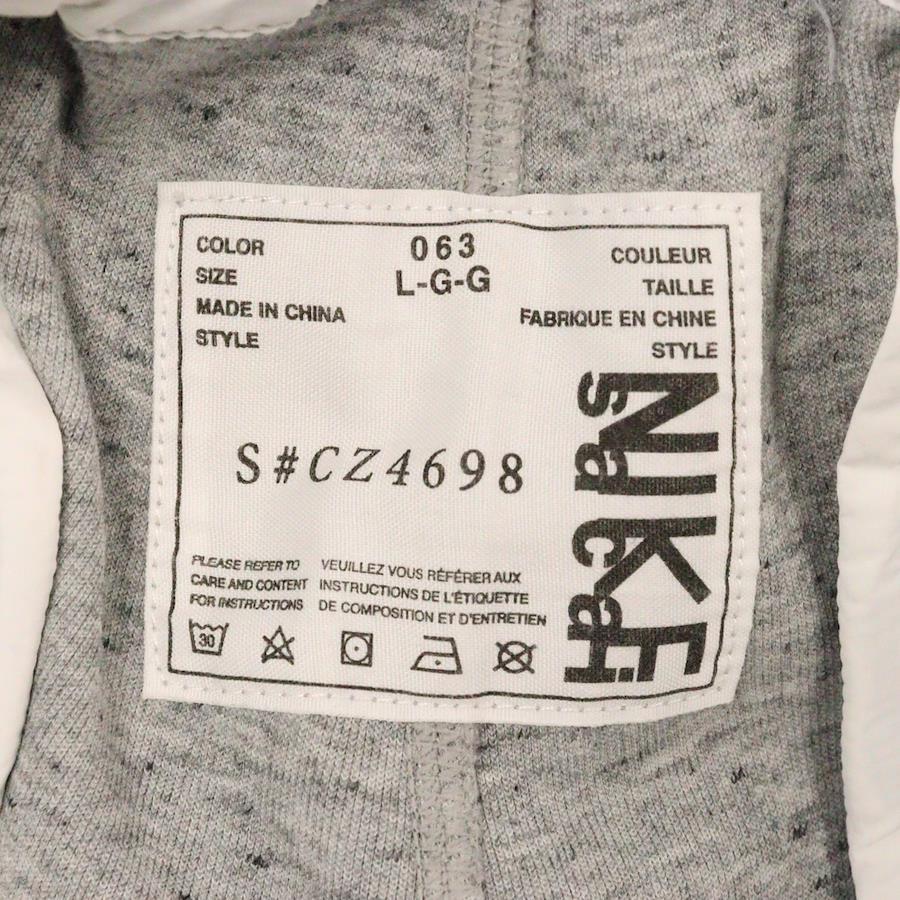 COLOR 063 COULEUR
SIZE L-G-G TAILLE
MADE IN CHINA FABRIQUE EN CHINE
STYLE STYLE
S#CZ4698
NIKE
sacai
PLEASE REFER TO
CARE AND CONTENT
FOR INSTRUCTIONS
VEUILLEZ VOUS RÉFÉRER AUX
INSTRUCTIONS DE L'ÉTIQUETTE
DE COMPOSITION ET D'ENTRETIEN
30